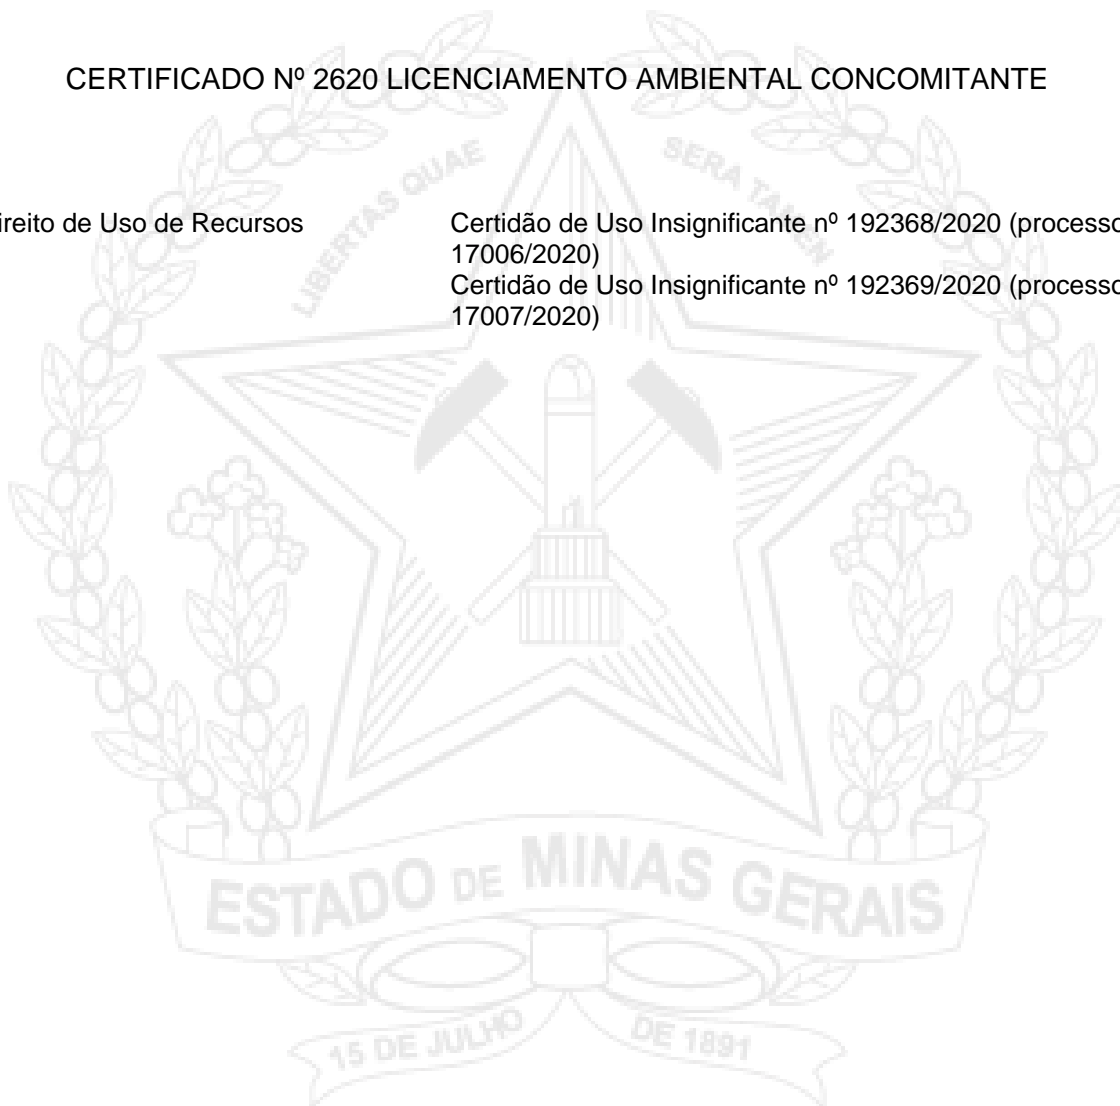 CERTIFICADO Nº 2620 LICENCIAMENTO AMBIENTAL CONCOMITANTE
LIBERTAS QUAE SERA TAMEN
ireito de Uso de Recursos
Certidão de Uso Insignificante nº 192368/2020 (processo
17006/2020)
Certidão de Uso Insignificante nº 192369/2020 (processo
17007/2020)
ESTADO DE MINAS GERAIS
15 DE JULHO DE 1891